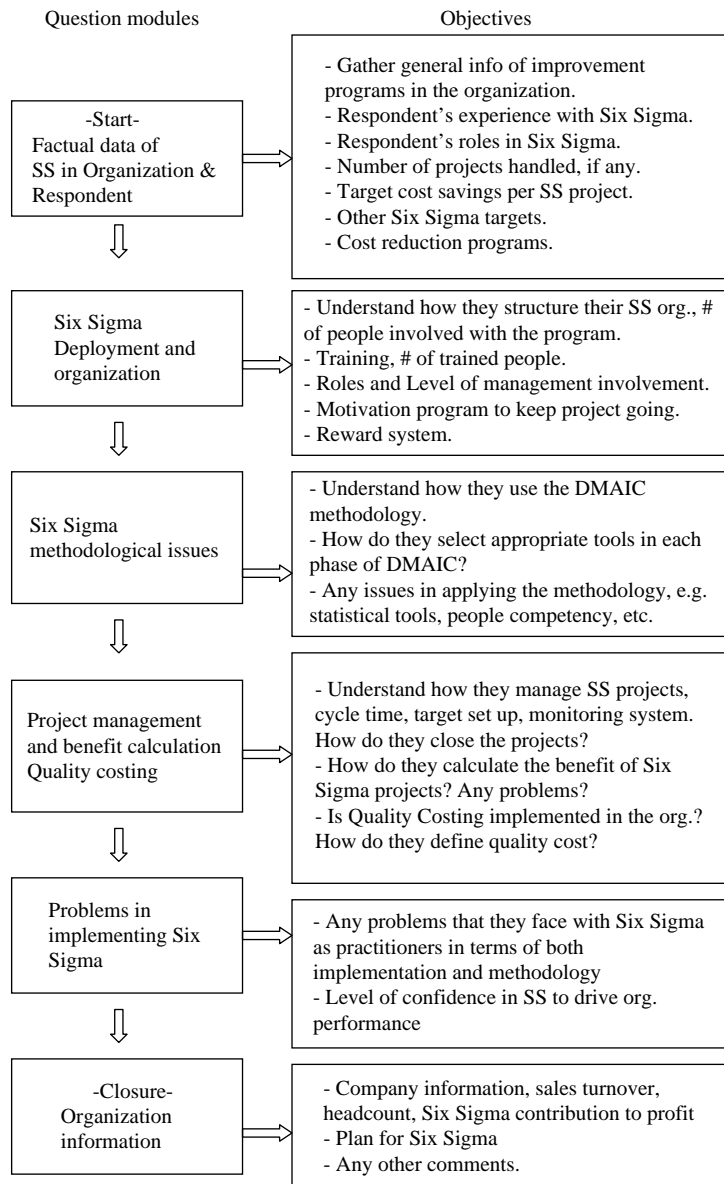 Question modules
Objectives
-Start-
Factual data of
SS in Organization &
Respondent
- Gather general info of improvement
programs in the organization.
- Respondent's experience with Six Sigma.
- Respondent's roles in Six Sigma.
- Number of projects handled, if any.
- Target cost savings per SS project.
- Other Six Sigma targets.
- Cost reduction programs.
Six Sigma
Deployment and
organization
- Understand how they structure their SS org., #
of people involved with the program.
- Training, # of trained people.
- Roles and Level of management involvement.
- Motivation program to keep project going.
- Reward system.
Six Sigma
methodological issues
- Understand how they use the DMAIC
methodology.
- How do they select appropriate tools in each
phase of DMAIC?
- Any issues in applying the methodology, e.g.
statistical tools, people competency, etc.
Project management
and benefit calculation
Quality costing
- Understand how they manage SS projects,
cycle time, target set up, monitoring system.
How do they close the projects?
- How do they calculate the benefit of Six
Sigma projects? Any problems?
- Is Quality Costing implemented in the org.?
How do they define quality cost?
Problems in
implementing Six
Sigma
- Any problems that they face with Six Sigma
as practitioners in terms of both
implementation and methodology
- Level of confidence in SS to drive org.
performance
-Closure-
Organization
information
- Company information, sales turnover,
headcount, Six Sigma contribution to profit
- Plan for Six Sigma
- Any other comments.